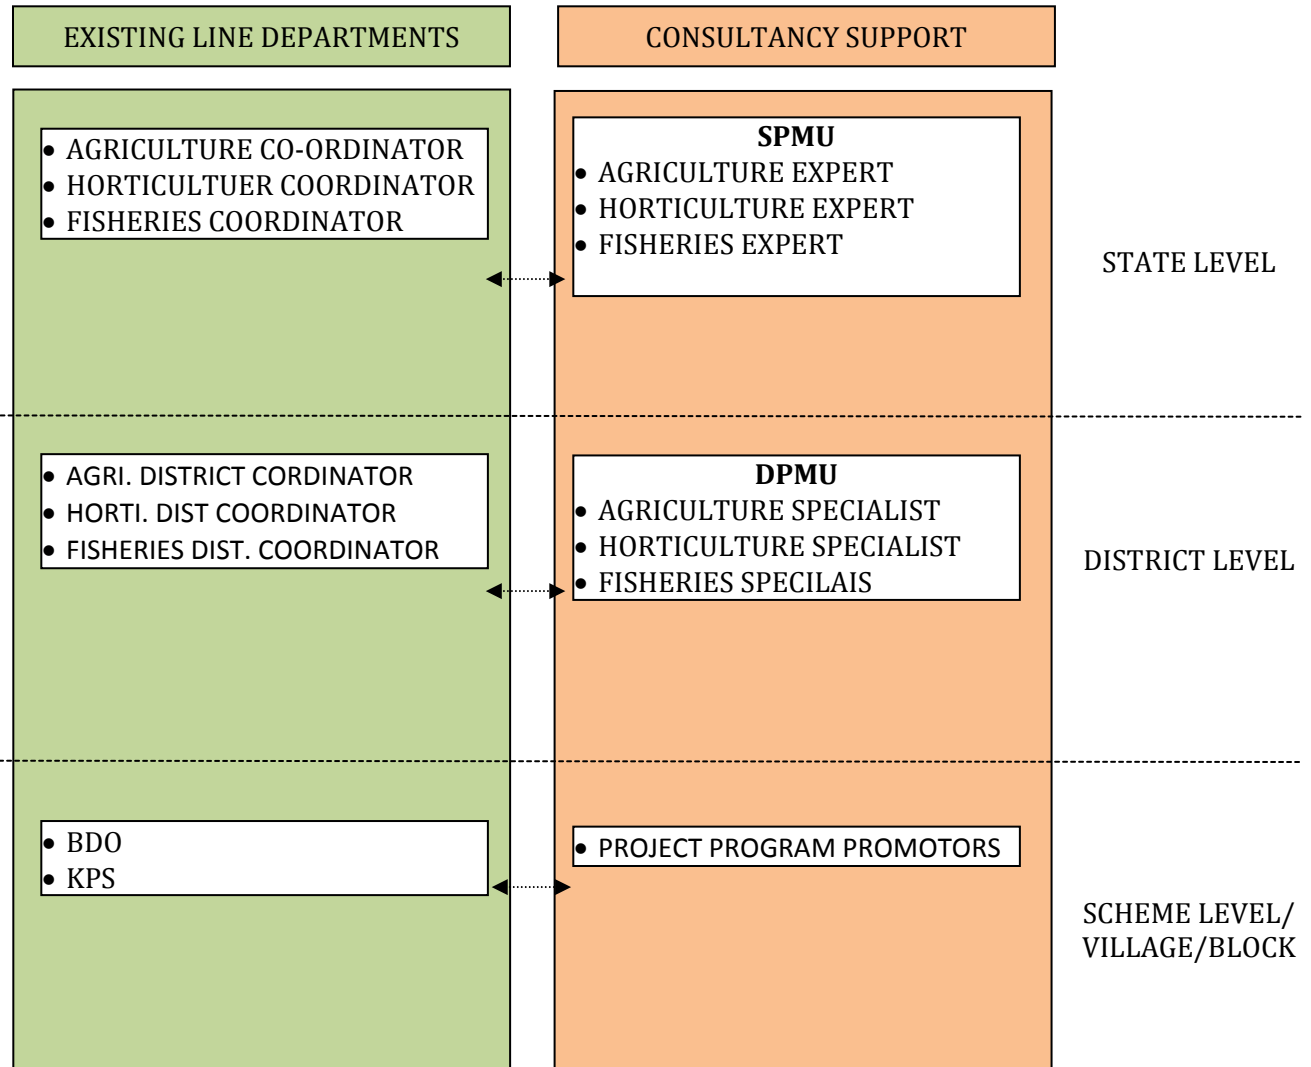 EXISTING LINE DEPARTMENTS
CONSULTANCY SUPPORT
• AGRICULTURE CO-ORDINATOR
• HORTICULTUER COORDINATOR
• FISHERIES COORDINATOR
SPMU
• AGRICULTURE EXPERT
• HORTICULTURE EXPERT
• FISHERIES EXPERT
STATE LEVEL
• AGRI. DISTRICT CORDINATOR
• HORTI. DIST COORDINATOR
• FISHERIES DIST. COORDINATOR
DPMU
• AGRICULTURE SPECIALIST
• HORTICULTURE SPECIALIST
• FISHERIES SPECILAIS
DISTRICT LEVEL
• BDO
• KPS
• PROJECT PROGRAM PROMOTORS
SCHEME LEVEL/
VILLAGE/BLOCK